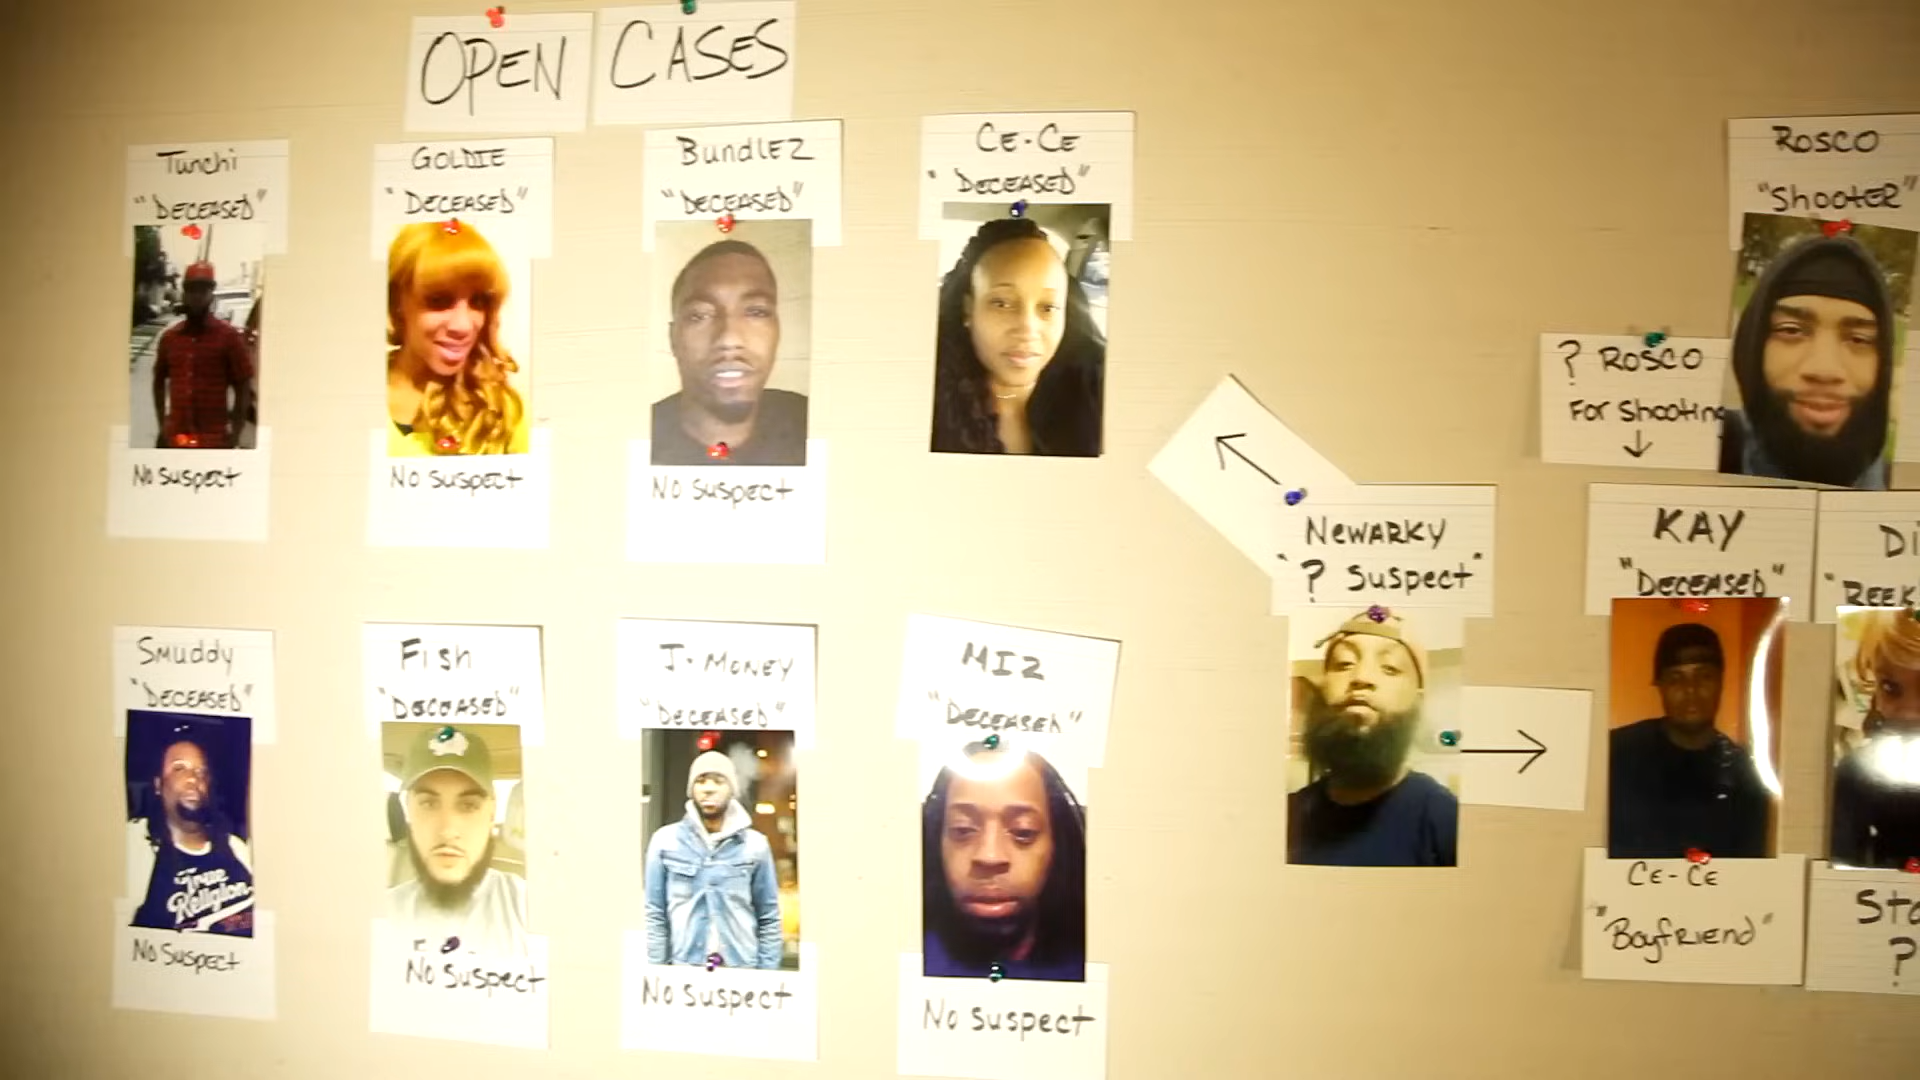 OPEN CASES
Tunchi
"DECEASED"
No Suspect
GOLDIE
"DECEASED"
No Suspect
BundlEZ
"DECEASED"
No Suspect
CE-CE
"DECEASED"
ROSCO
"ShootER"
? ROSCO
For Shooting
↓
NEWARKY
"? Suspect"
KAY
"DECEASED"
CE-CE
"BoyfRIEnd"
Smuddy
"DECEASED"
True
Religion
No Suspect
Fish
"DECEASED"
No Suspect
J-MONEY
"DECEASED"
No Suspect
MIZ
"DECEASED"
No Suspect
?